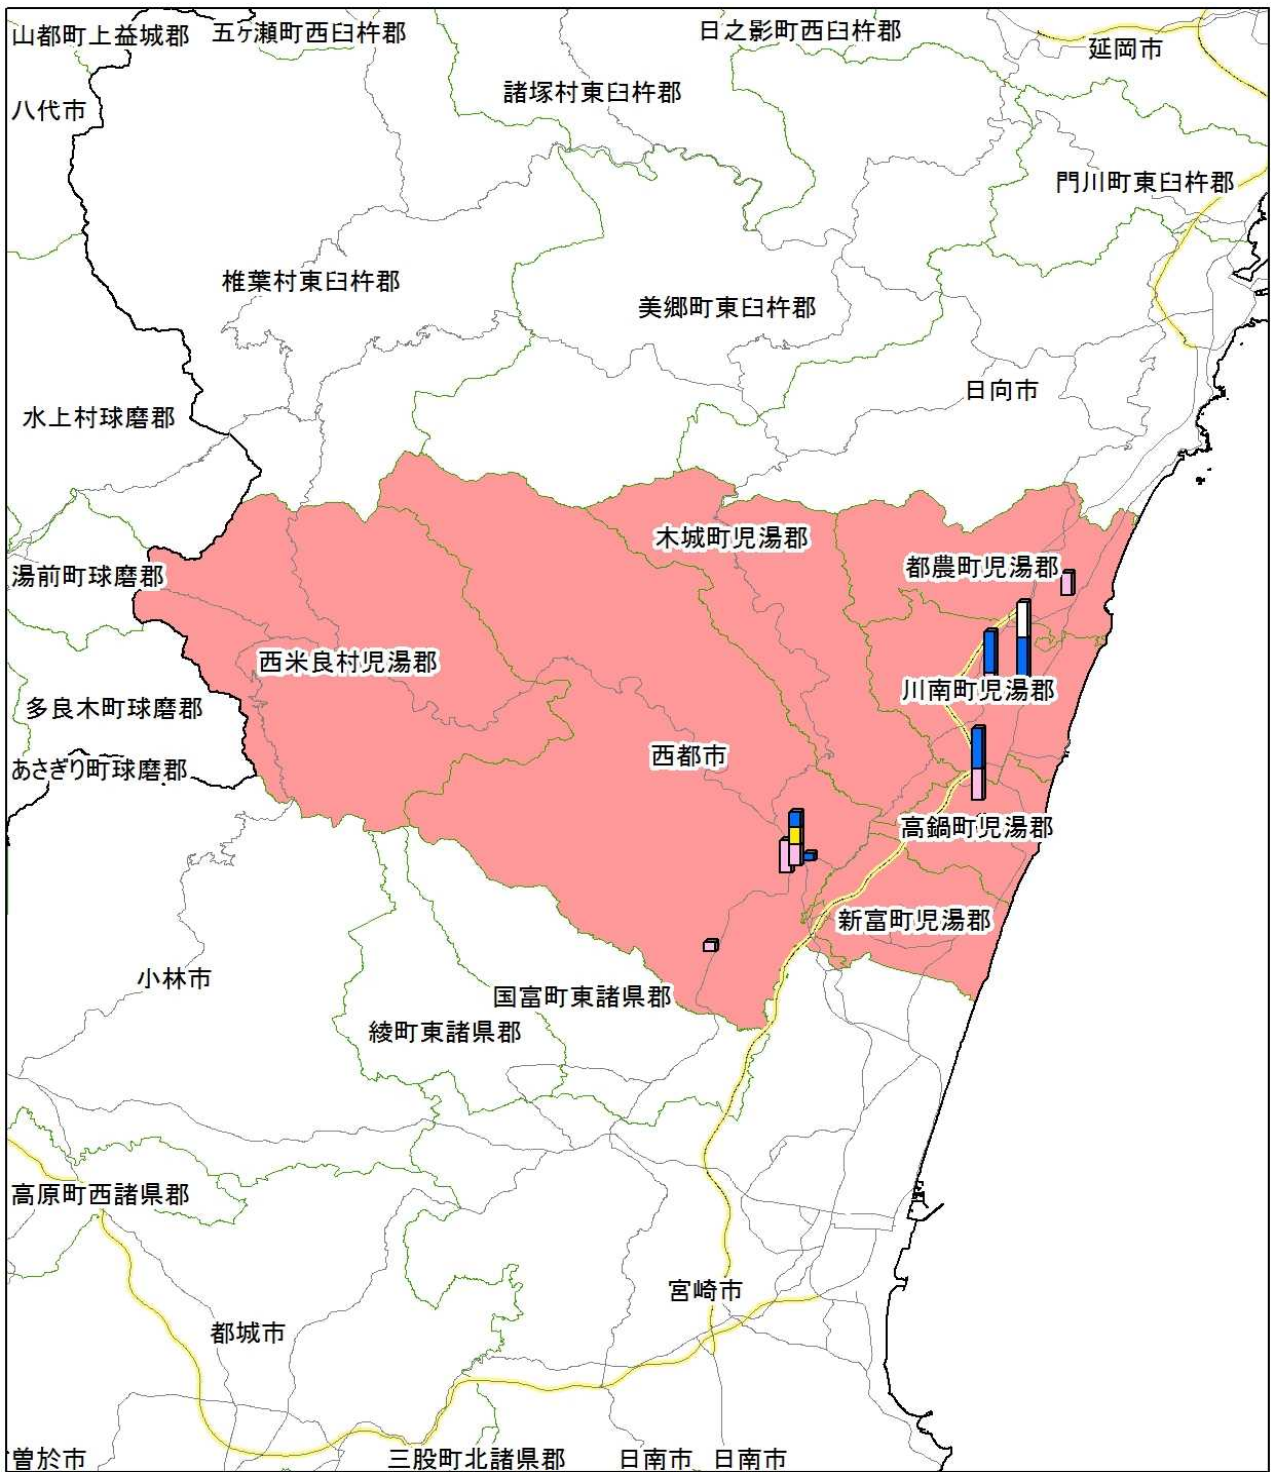 山都町上益城郡
五ヶ瀬町西臼杵郡
日之影町西臼杵郡
延岡市
諸塚村東臼杵郡
八代市
門川町東臼杵郡
椎葉村東臼杵郡
美郷町東臼杵郡
日向市
水上村球磨郡
木城町児湯郡
都農町児湯郡
湯前町球磨郡
西米良村児湯郡
川南町児湯郡
多良木町球磨郡
西都市
あさぎり町球磨郡
高鍋町児湯郡
新富町児湯郡
小林市
国富町東諸県郡
綾町東諸県郡
高原町西諸県郡
宮崎市
都城市
曽於市
三股町北諸県郡
日南市
日南市